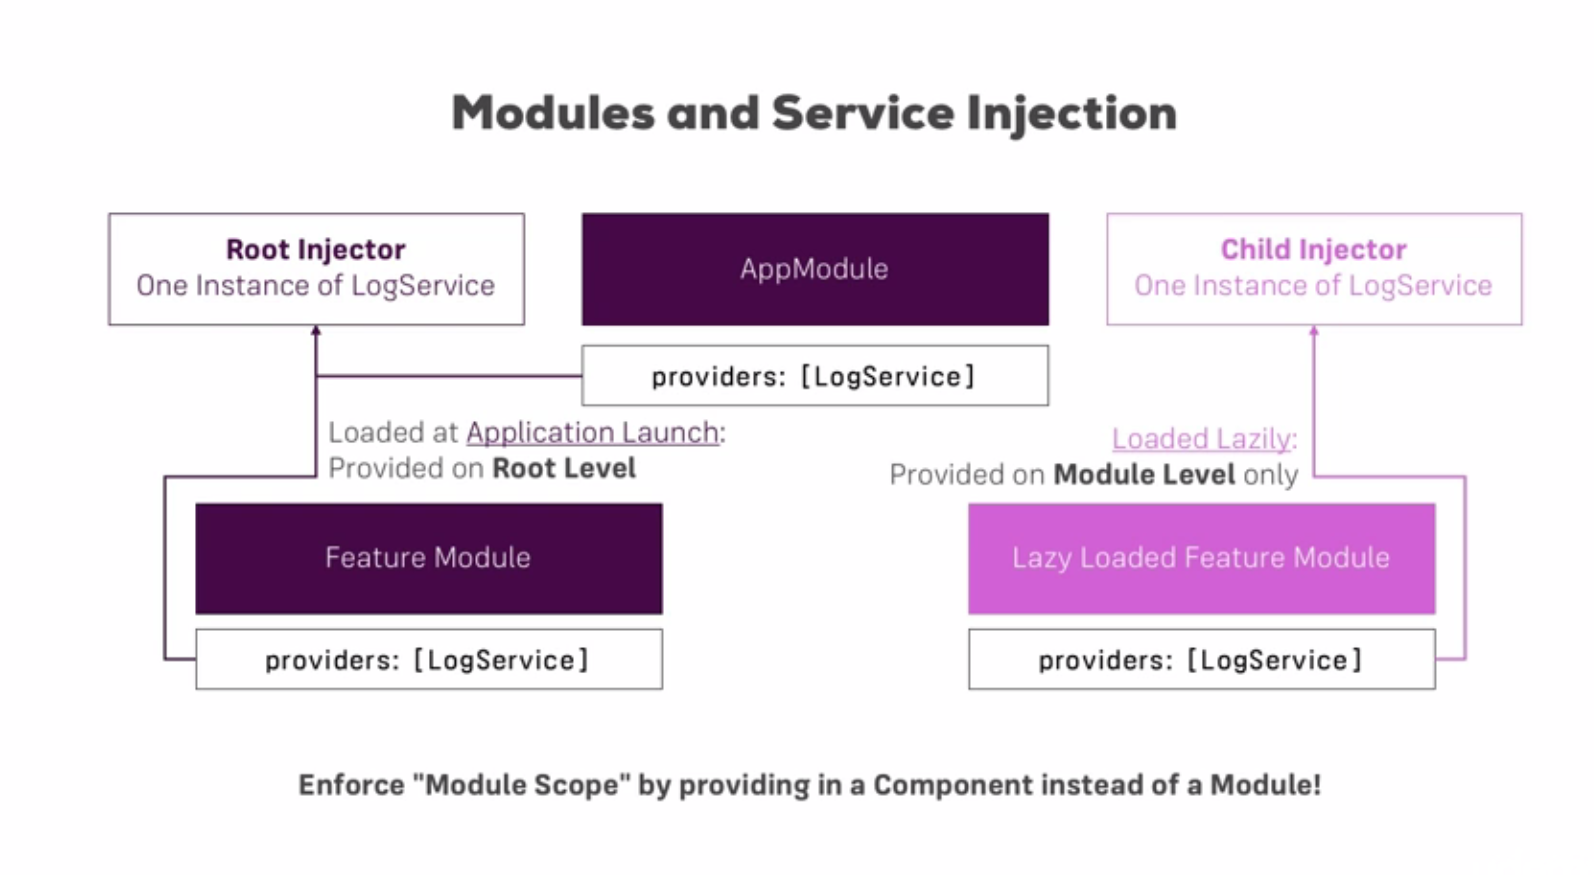 Modules and Service Injection
Root Injector
One Instance of LogService
AppModule
Child Injector
One Instance of LogService
providers: [LogService]
Loaded at Application Launch:
Provided on Root Level
Loaded Lazily:
Provided on Module Level only
Feature Module
Lazy Loaded Feature Module
providers: [LogService]
providers: [LogService]
Enforce "Module Scope" by providing in a Component instead of a Module!